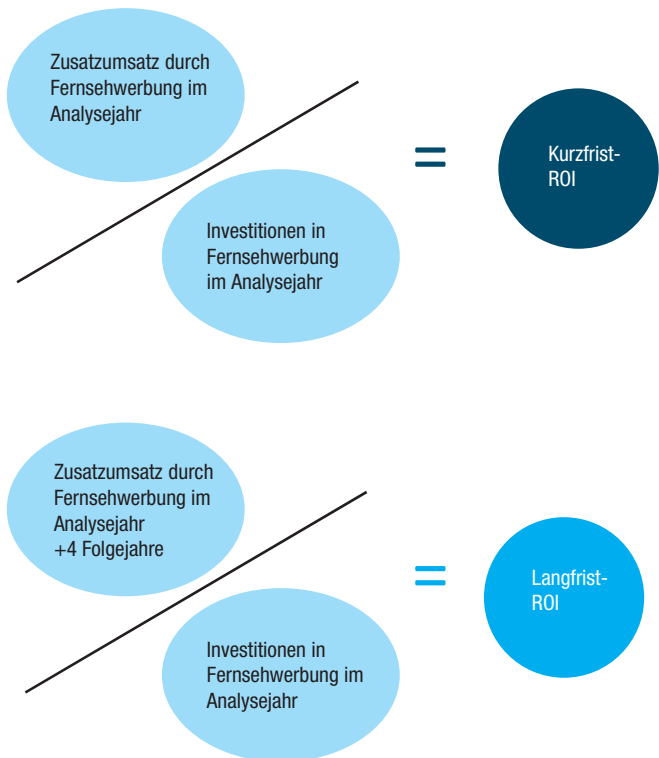 Zusatzumsatz durch
Fernsehwerbung im
Analysejahr
Investitionen in
Fernsehwerbung
im Analysejahr
=
Kurzfrist-
ROI
Zusatzumsatz durch
Fernsehwerbung im
Analysejahr
+4 Folgejahre
Investitionen in
Fernsehwerbung im
Analysejahr
=
Langfrist-
ROI